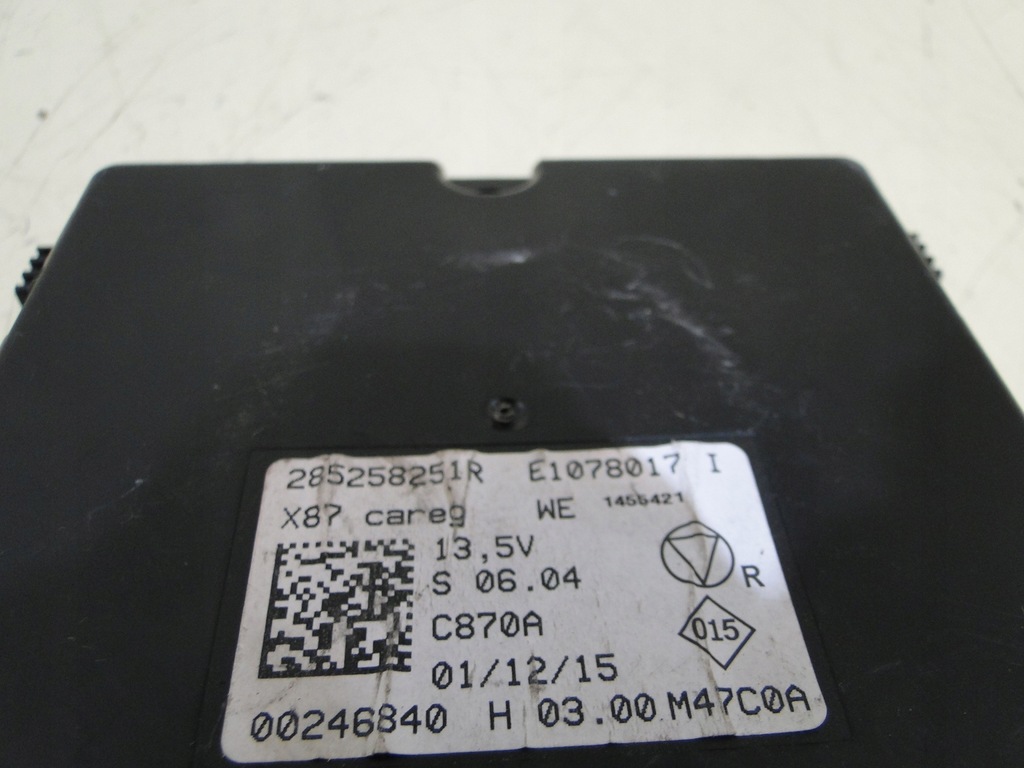 285258251R E1078017 I
X87 careg WE 1455421
13,5V
S 06.04
R
C870A
015
01/12/15
00246840 H 03.00 M47C0A